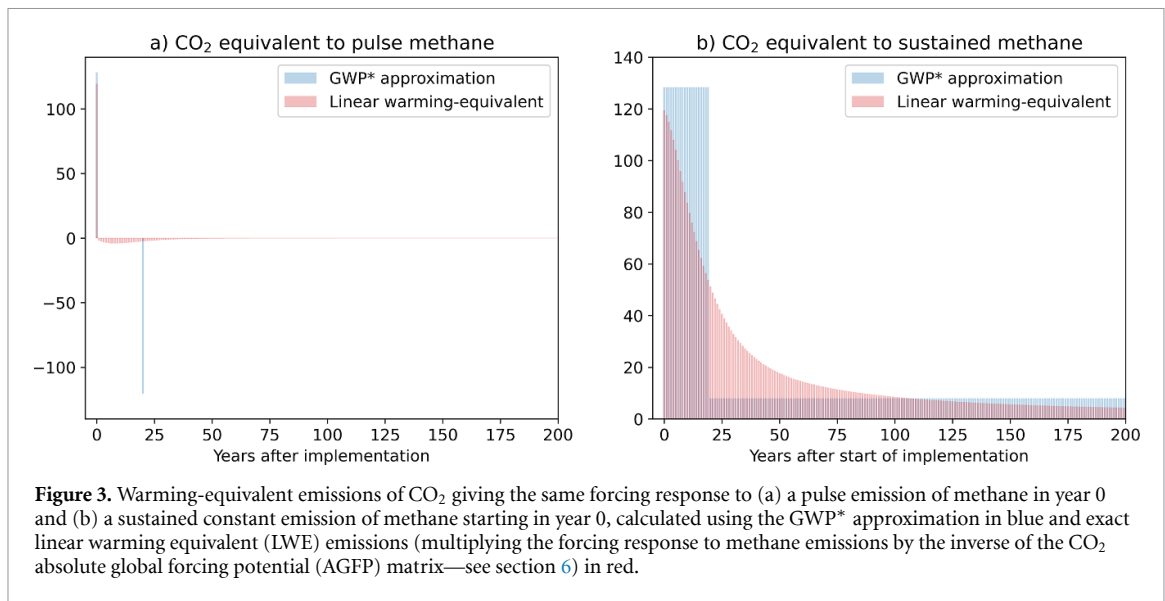 a) CO₂ equivalent to pulse methane
GWP* approximation
Linear warming-equivalent
100
50
0
−50
−100
0 25 50 75 100 125 150 175 200
Years after implementation
b) CO₂ equivalent to sustained methane
GWP* approximation
Linear warming-equivalent
140
120
100
80
60
40
20
0
0 25 50 75 100 125 150 175 200
Years after start of implementation
Figure 3. Warming-equivalent emissions of CO₂ giving the same forcing response to (a) a pulse emission of methane in year 0
and (b) a sustained constant emission of methane starting in year 0, calculated using the GWP* approximation in blue and exact
linear warming equivalent (LWE) emissions (multiplying the forcing response to methane emissions by the inverse of the CO₂
absolute global forcing potential (AGFP) matrix—see section 6) in red.